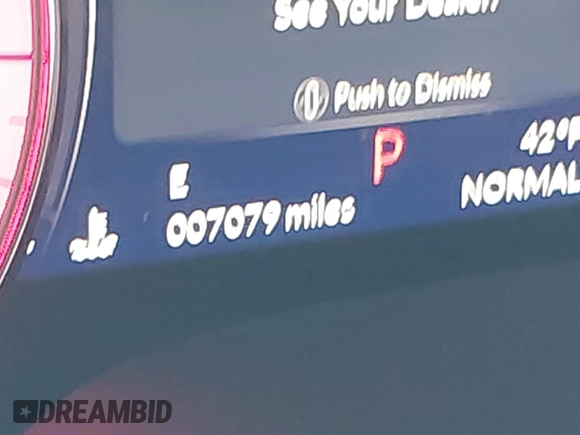 See Your Dealer
Push to Dismiss
P
42°F
E
007079 miles
NORMAL
DREAMBID